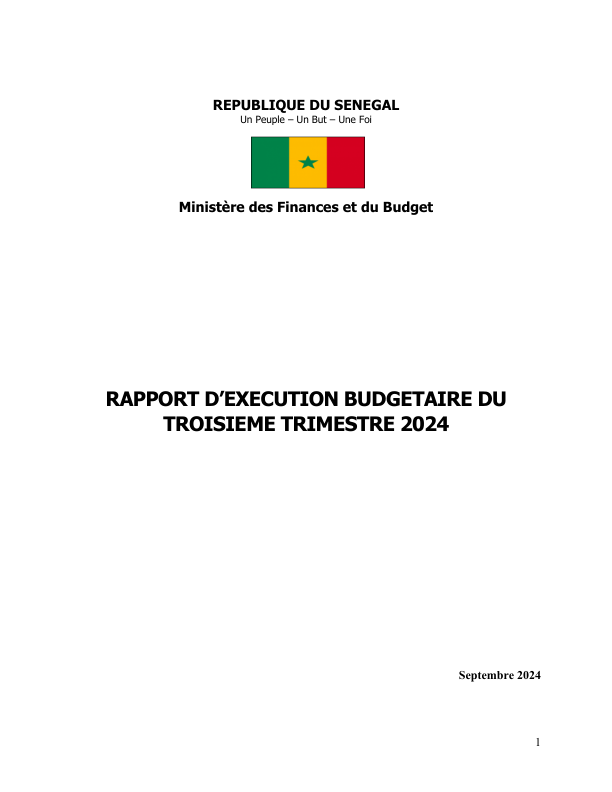 REPUBLIQUE DU SENEGAL
Un Peuple – Un But – Une Foi
Ministère des Finances et du Budget
RAPPORT D’EXECUTION BUDGETAIRE DU
TROISIEME TRIMESTRE 2024
Septembre 2024
1